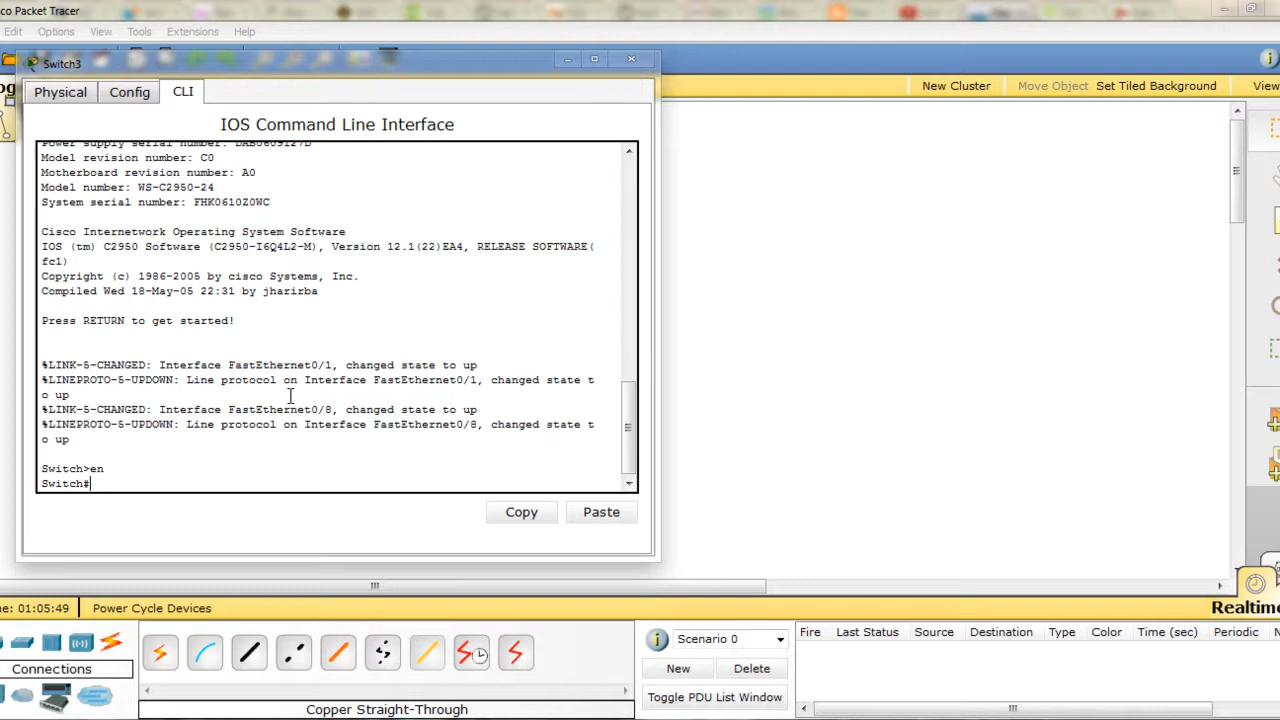 co Packet Tracer
Edit Options View Tools Extensions Help
Switch3
New Cluster Move Object Set Tiled Background View
Physical Config CLI
IOS Command Line Interface
Power supply serial number: DAB0609127D
Model revision number: C0
Motherboard revision number: A0
Model number: WS-C2950-24
System serial number: FHK0610Z0WC
Cisco Internetwork Operating System Software
IOS (tm) C2950 Software (C2950-I6Q4L2-M), Version 12.1(22)EA4, RELEASE SOFTWARE(
fc1)
Copyright (c) 1986-2005 by cisco Systems, Inc.
Compiled Wed 18-May-05 22:31 by jharirba
Press RETURN to get started!
%LINK-5-CHANGED: Interface FastEthernet0/1, changed state to up
%LINEPROTO-5-UPDOWN: Line protocol on Interface FastEthernet0/1, changed state t
o up
%LINK-5-CHANGED: Interface FastEthernet0/8, changed state to up
%LINEPROTO-5-UPDOWN: Line protocol on Interface FastEthernet0/8, changed state t
o up
Switch>en
Switch#
Copy Paste
me: 01:05:49 Power Cycle Devices
Realtime
Connections
Copper Straight-Through
Scenario 0
New Delete
Toggle PDU List Window
Fire Last Status Source Destination Type Color Time (sec) Periodic N